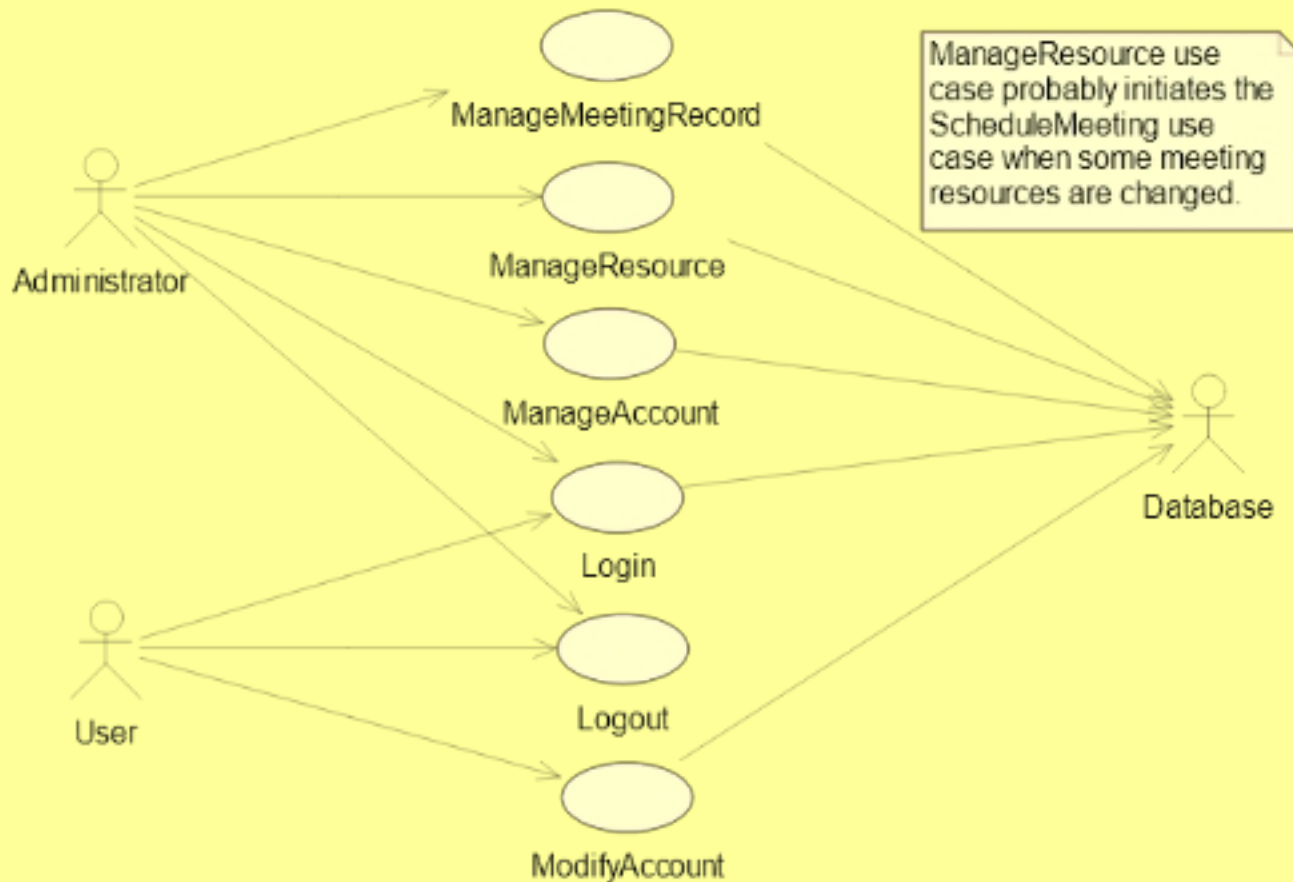 ManageMeetingRecord
ManageResource use
case probably initiates the
ScheduleMeeting use
case when some meeting
resources are changed.
Administrator
ManageResource
ManageAccount
Database
Login
User
Logout
ModifyAccount